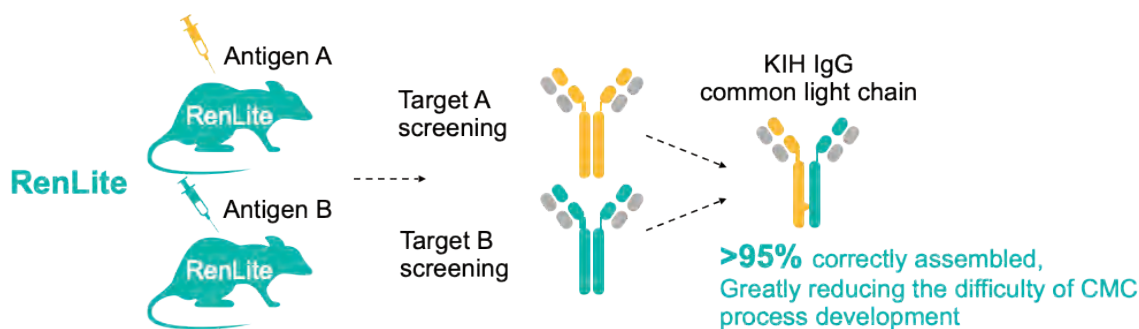 Antigen A
RenLite
RenLite
Antigen B
RenLite
Target A
screening
Target B
screening
KIH IgG
common light chain
>95% correctly assembled,
Greatly reducing the difficulty of CMC
process development